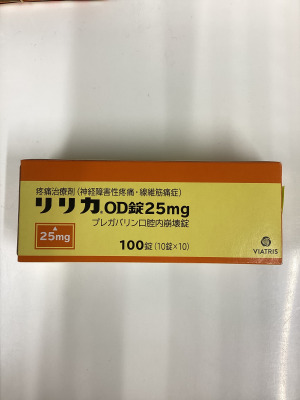 疼痛治療剤(神経障害性疼痛・線維筋痛症)
リリカ®OD錠25mg
プレガバリン口腔内崩壊錠
25mg
100錠(10錠×10)
VIATRIS